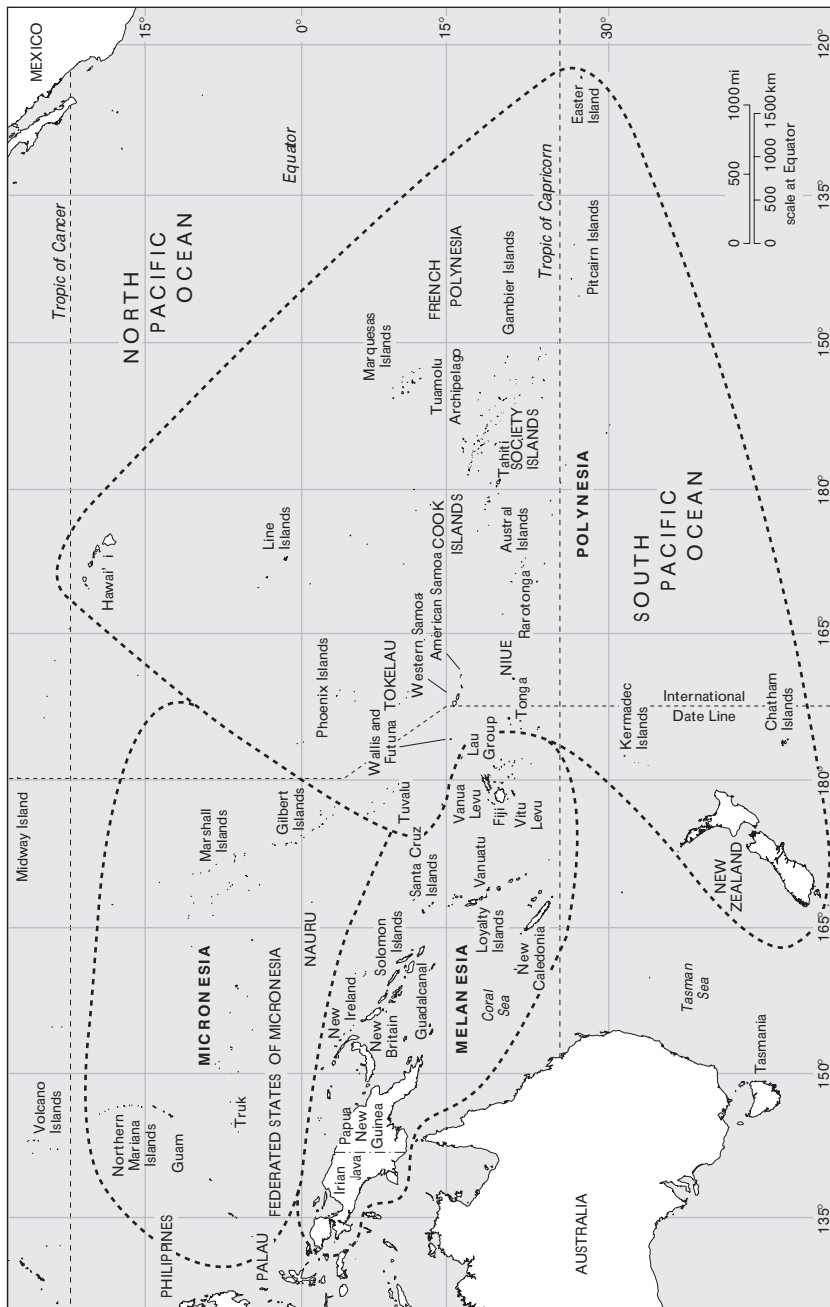 MEXICO
15°
0°
15°
30°
120°
135°
150°
180°
165°
180°
165°
150°
135°
Tropic of Cancer
Equator
Tropic of Capricorn
NORTH
PACIFIC
OCEAN
Easter
Island
0 500 1000 mi
0 500 1000 1500 km
scale at Equator
Pitcairn Islands
FRENCH
POLYNESIA
Gambier Islands
Marquesas
Islands
Tuamolu
Archipelago
Tahiti
SOCIETY
ISLANDS
POLYNESIA
SOUTH
PACIFIC
OCEAN
Hawai' i
Line
Islands
COOK
ISLANDS
Austral
Islands
Rarotonga
American Samoa
Western Samoa
TOKELAU
Phoenix Islands
NIUE
Tonga
Wallis and
Futuna
Lau
Group
Kermadec
Islands
International
Date Line
Chatham
Islands
Midway Island
Marshall
Islands
Gilbert
Islands
Tuvalu
Vanua
Levu
Fiji
Vitu
Levu
Santa Cruz
Islands
Vanuatu
NEW
ZEALAND
NAURU
Solomon
Islands
Loyalty
Islands
New
Caledonia
MICRONESIA
FEDERATED STATES OF MICRONESIA
New
Ireland
New
Britain
Guadalcanal
MELANESIA
Coral
Sea
Tasman
Sea
Volcano
Islands
Northern
Mariana
Islands
Guam
Truk
Papua
New
Guinea
Irian
Java
Tasmania
PHILIPPINES
PALAU
AUSTRALIA